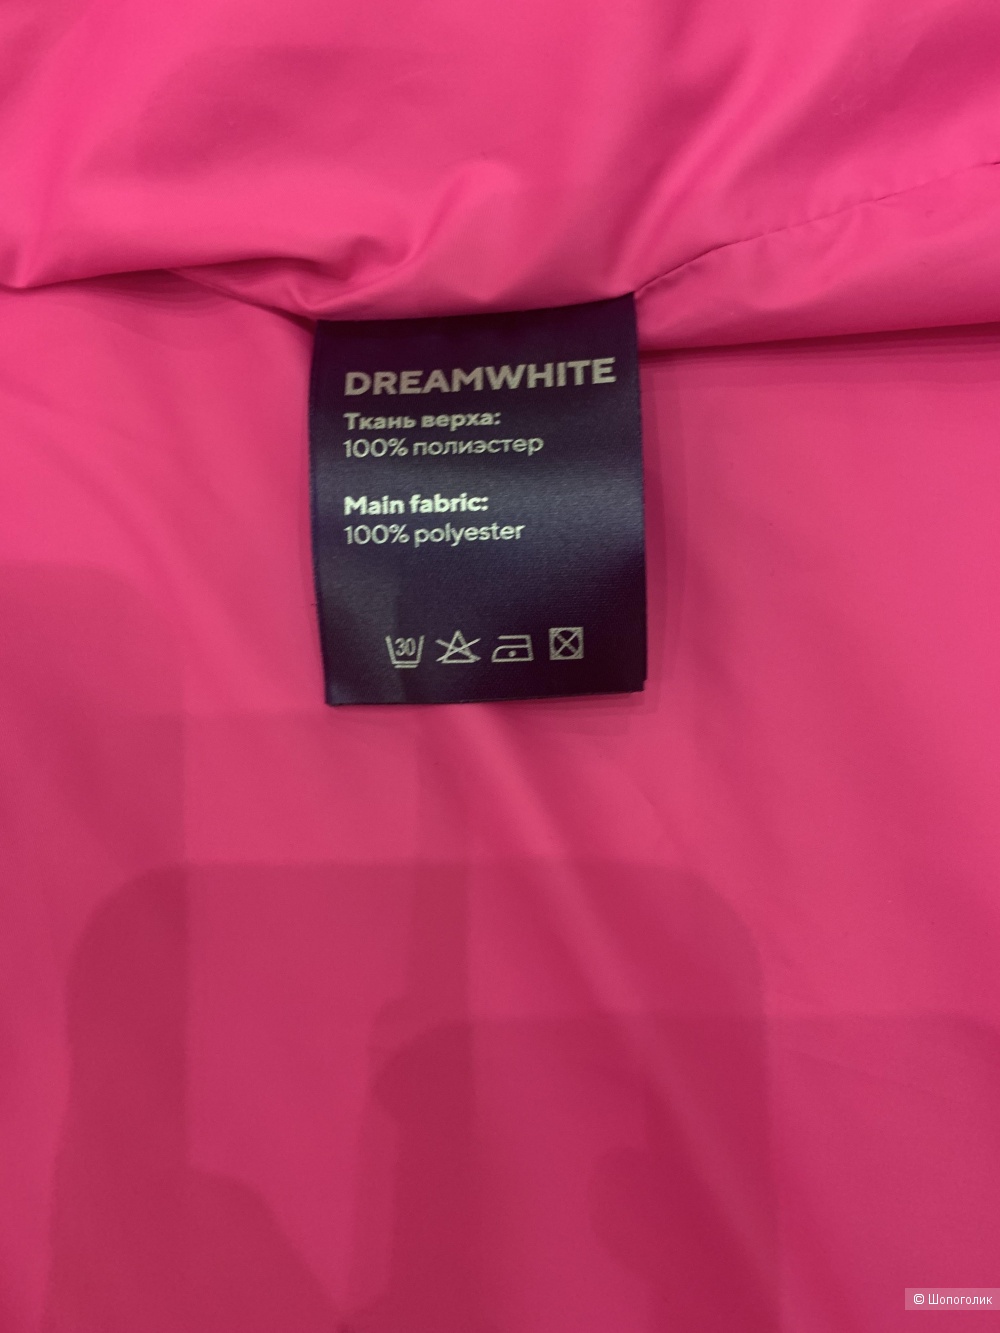 DREAMWHITE
Ткань верха:
100% полиэстер
Main fabric:
100% polyester
30
© Шопоголик